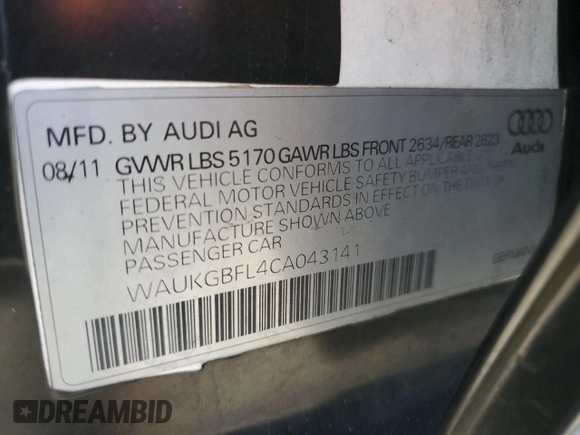 MFD. BY AUDI AG
08/11 GVWR LBS 5170 GAWR LBS FRONT 2634/REAR 2623
THIS VEHICLE CONFORMS TO ALL APPLICABLE U.S.
FEDERAL MOTOR VEHICLE SAFETY BUMPER AND THEFT
PREVENTION STANDARDS IN EFFECT ON THE DATE OF
MANUFACTURE SHOWN ABOVE
PASSENGER CAR
WAUKGBFL4CA043141
Audi
GERMANY
DREAMBID